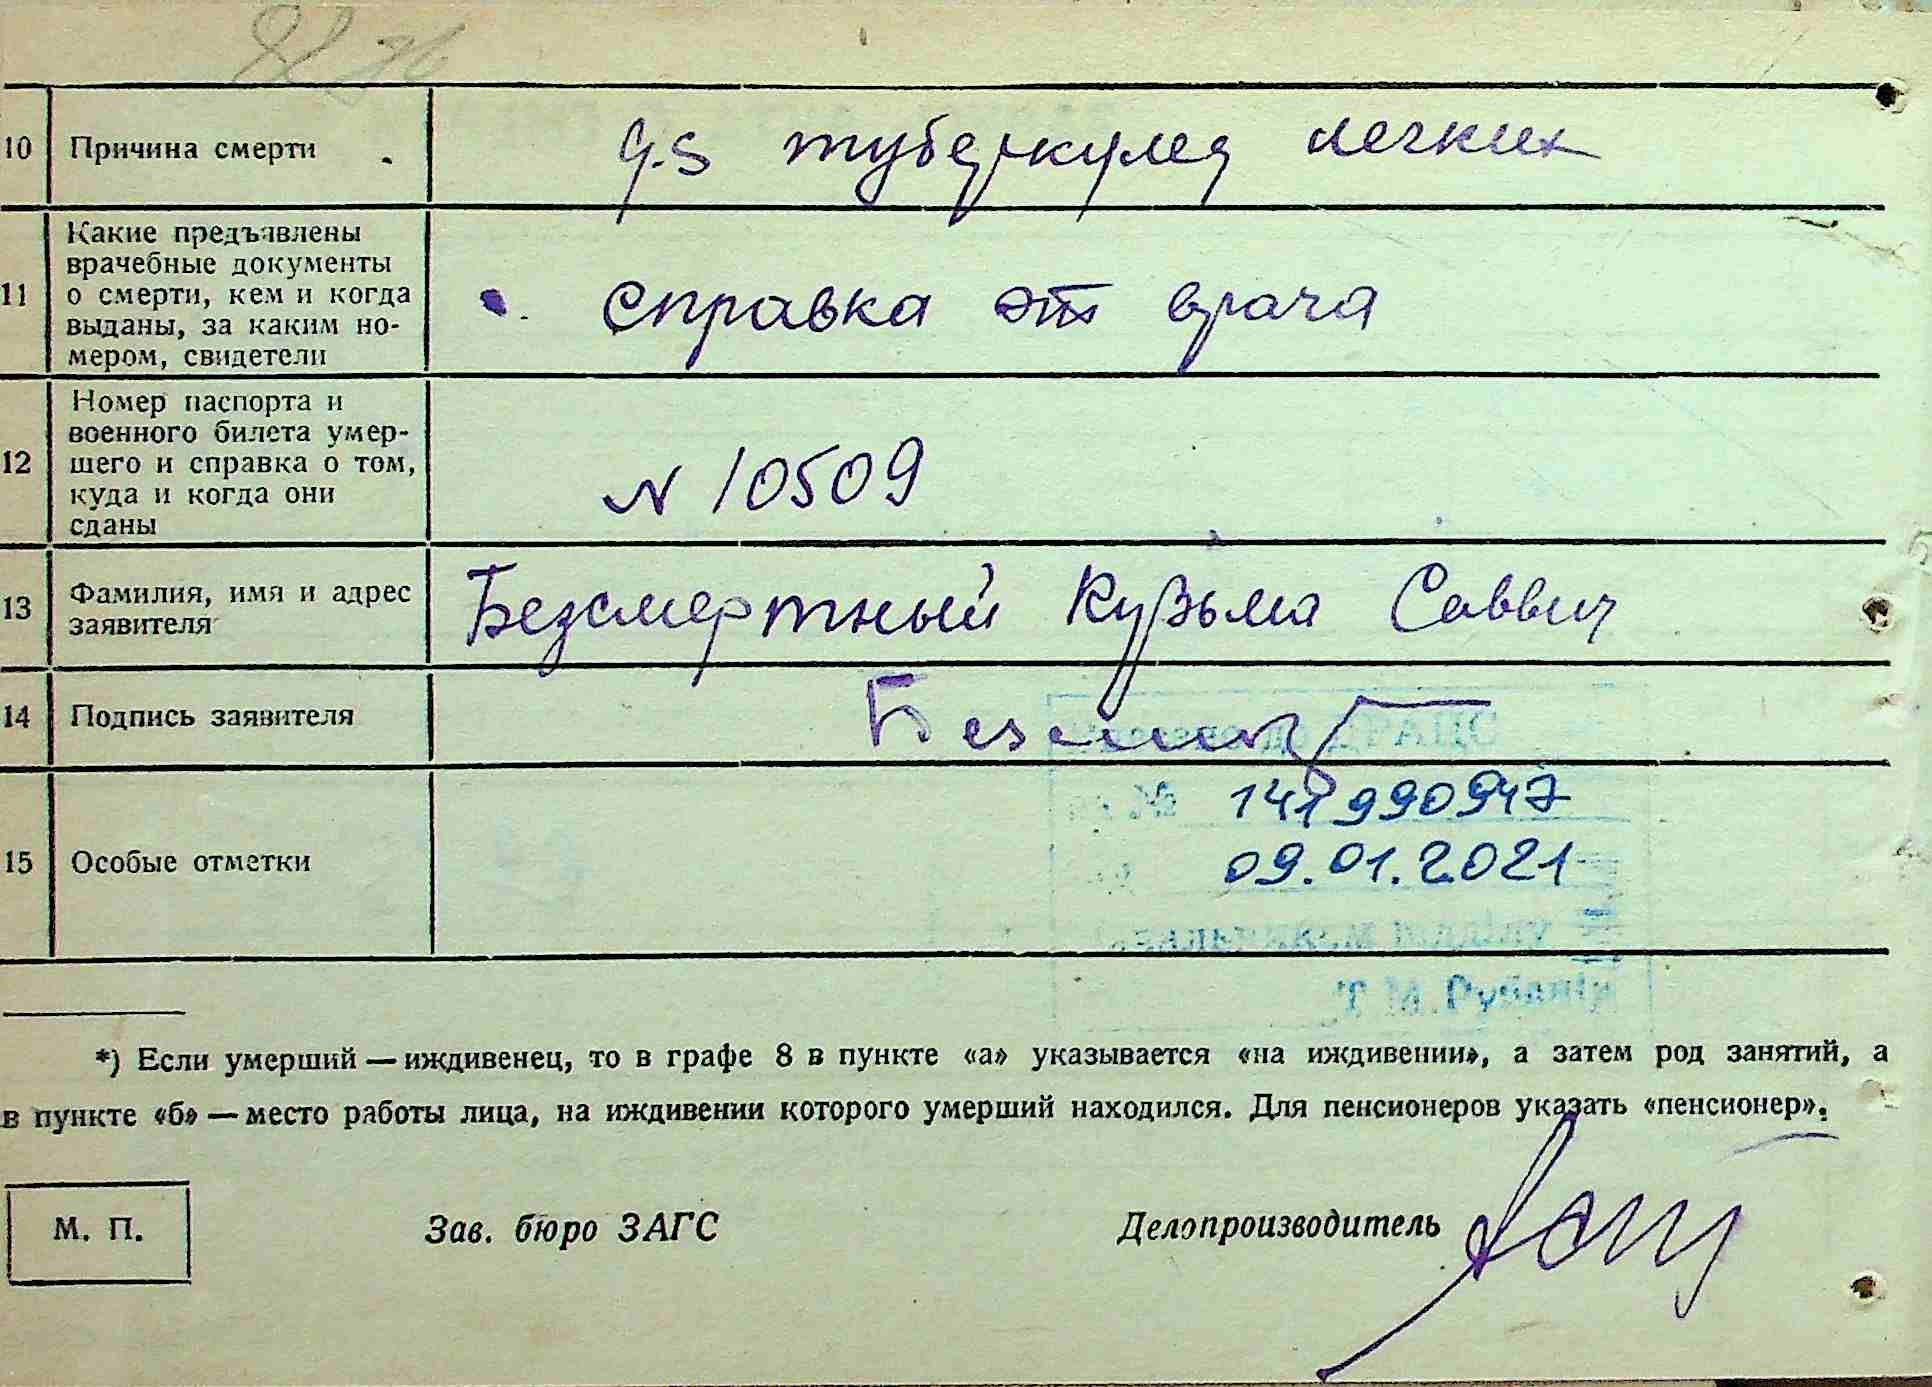 10 Причина смерти
д.s туберкулез легких
11 Какие предъявлены
врачебные документы
о смерти, кем и когда
выданы, за каким но-
мером, свидетели
справка от врача
12 Номер паспорта и
военного билета умер-
шего и справка о том,
куда и когда они
сданы
N 10509
13 Фамилия, имя и адрес
заявителя
Безсмертный Кузьма Саввич
14 Подпись заявителя
15 Особые отметки
141990947
09.01.2021
Т.М.Рубаній
*) Если умерший — иждивенец, то в графе 8 в пункте «а» указывается «на иждивении», а затем род занятий, а
в пункте «б» — место работы лица, на иждивении которого умерший находился. Для пенсионеров указать «пенсионер».
М. П. Зав. бюро ЗАГС Делопроизводитель